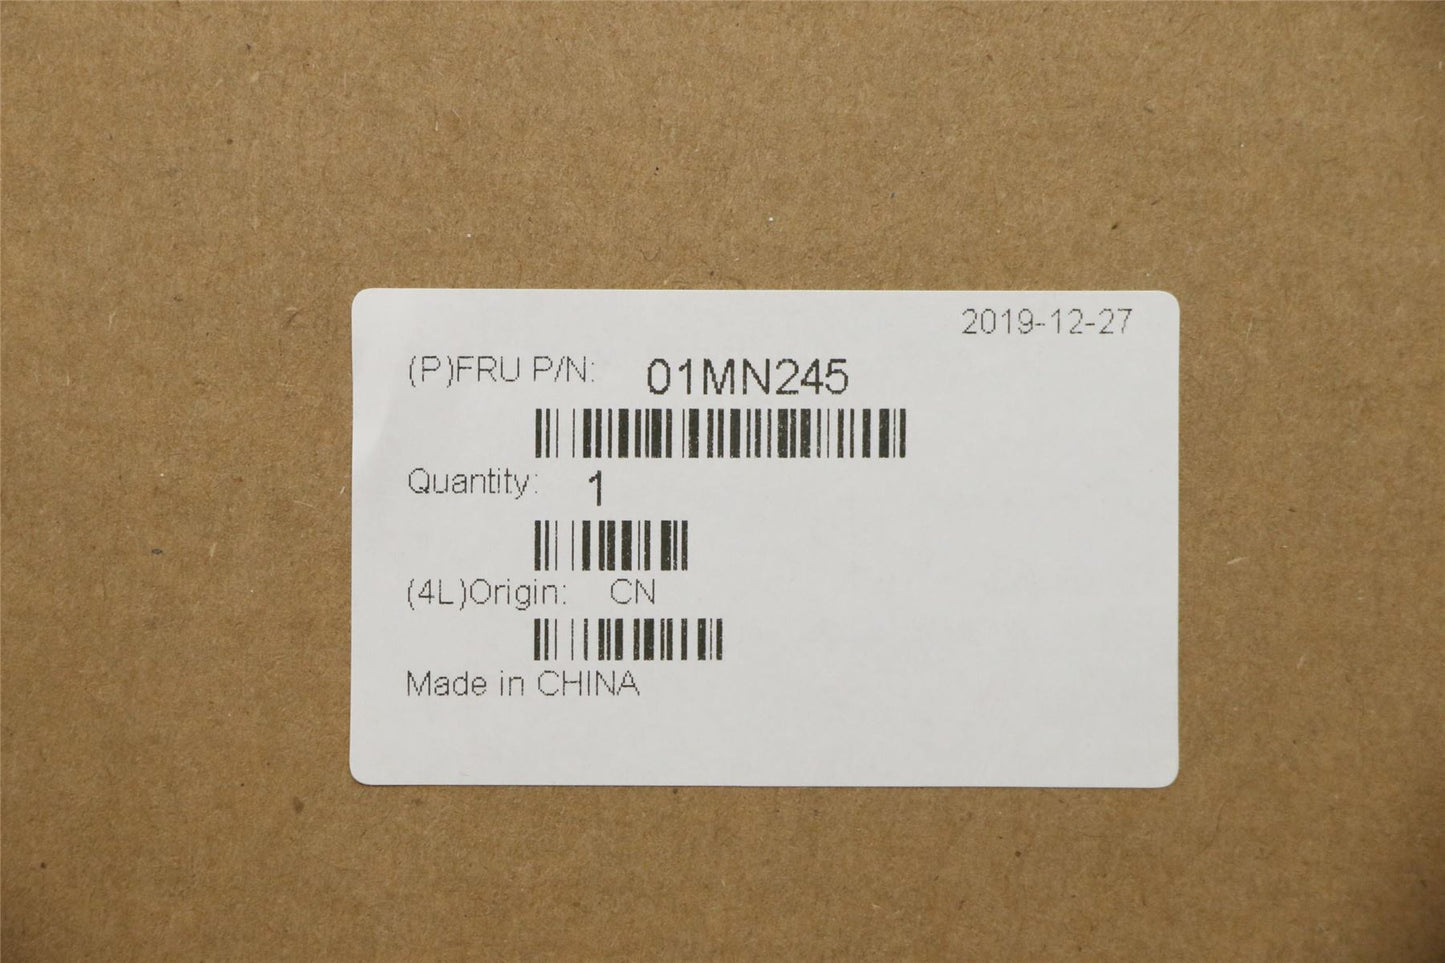 2019-12-27
(P)FRU P/N: 01MN245
Quantity: 1
(4L)Origin: CN
Made in CHINA